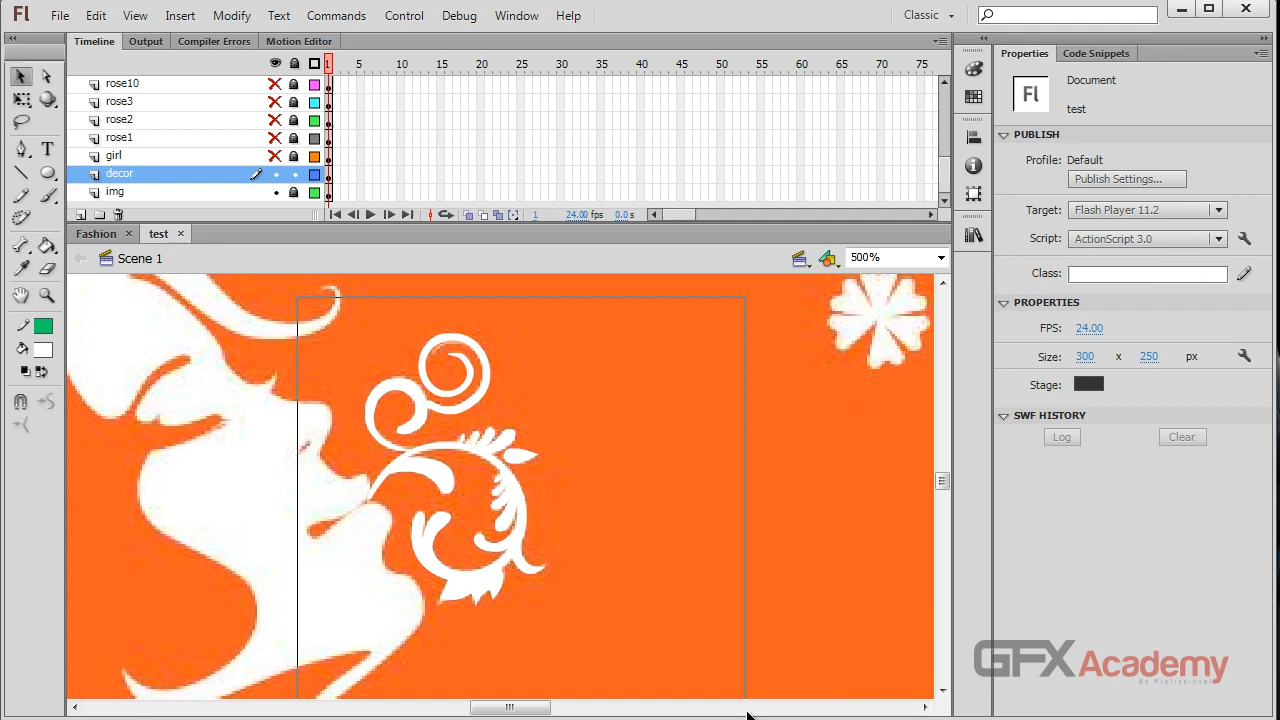 Fl File Edit View Insert Modify Text Commands Control Debug Window Help Classic
Timeline Output Compiler Errors Motion Editor
1 5 10 15 20 25 30 35 40 45 50 55 60 65 70 75
rose10
rose3
rose2
rose1
girl
decor
img
1 24.00 fps 0.0 s
Fashion × test ×
Scene 1 500%
Properties Code Snippets
Fl Document
test
PUBLISH
Profile: Default
Publish Settings...
Target: Flash Player 11.2
Script: ActionScript 3.0
Class:
PROPERTIES
FPS: 24.00
Size: 300 x 250 px
Stage:
SWF HISTORY
Log Clear
GFXAcademy
Be Professional